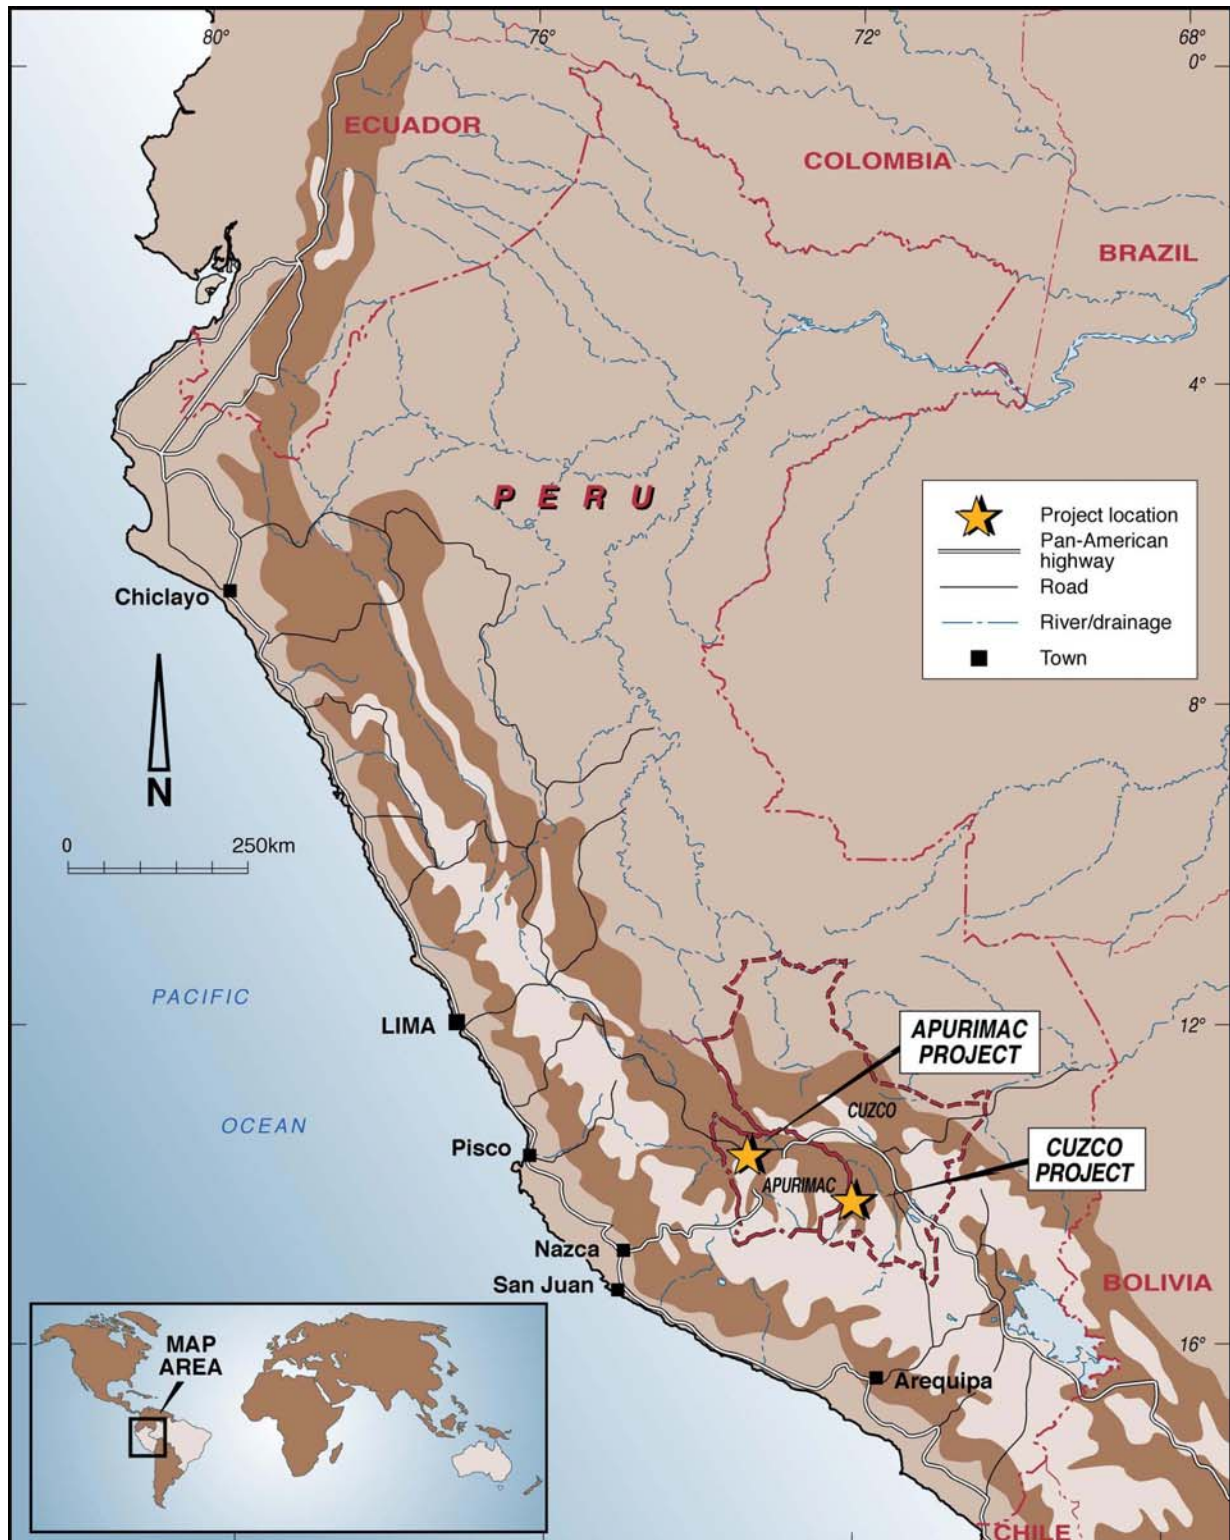 80°
76°
72°
68°
0°
ECUADOR
COLOMBIA
BRAZIL
4°
PERU
Project location
Pan-American
highway
Road
River/drainage
Town
Chiclayo
8°
N
0
250km
PACIFIC
LIMA
12°
APURIMAC
PROJECT
CUZCO
OCEAN
Pisco
CUZCO
PROJECT
APURIMAC
Nazca
San Juan
BOLIVIA
MAP
AREA
16°
Arequipa
CHILE